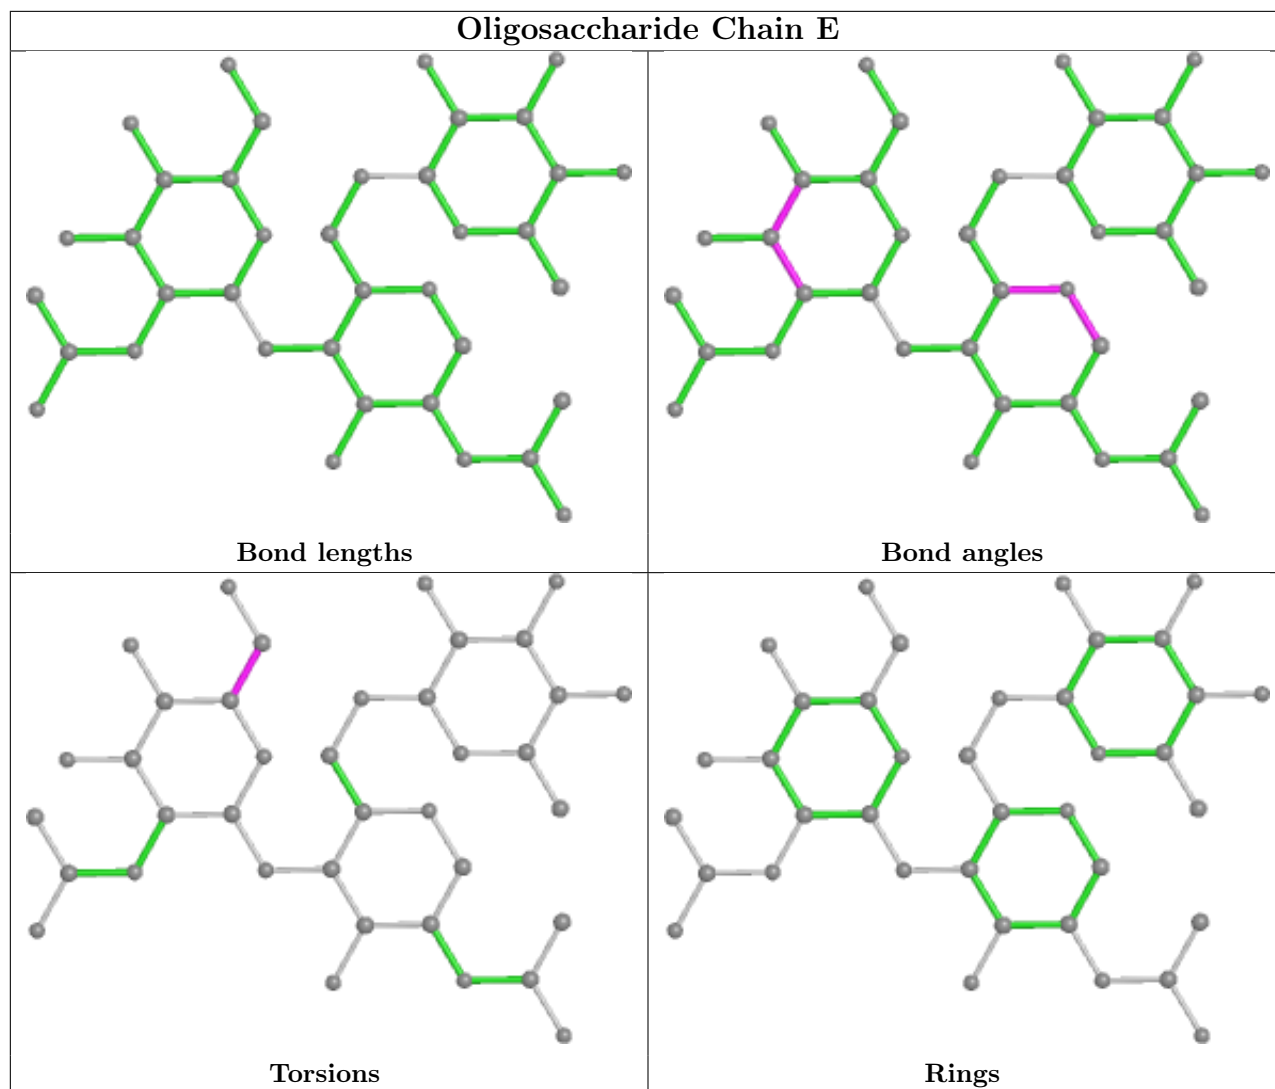 Oligosaccharide Chain E
Bond lengths
Bond angles
Torsions
Rings